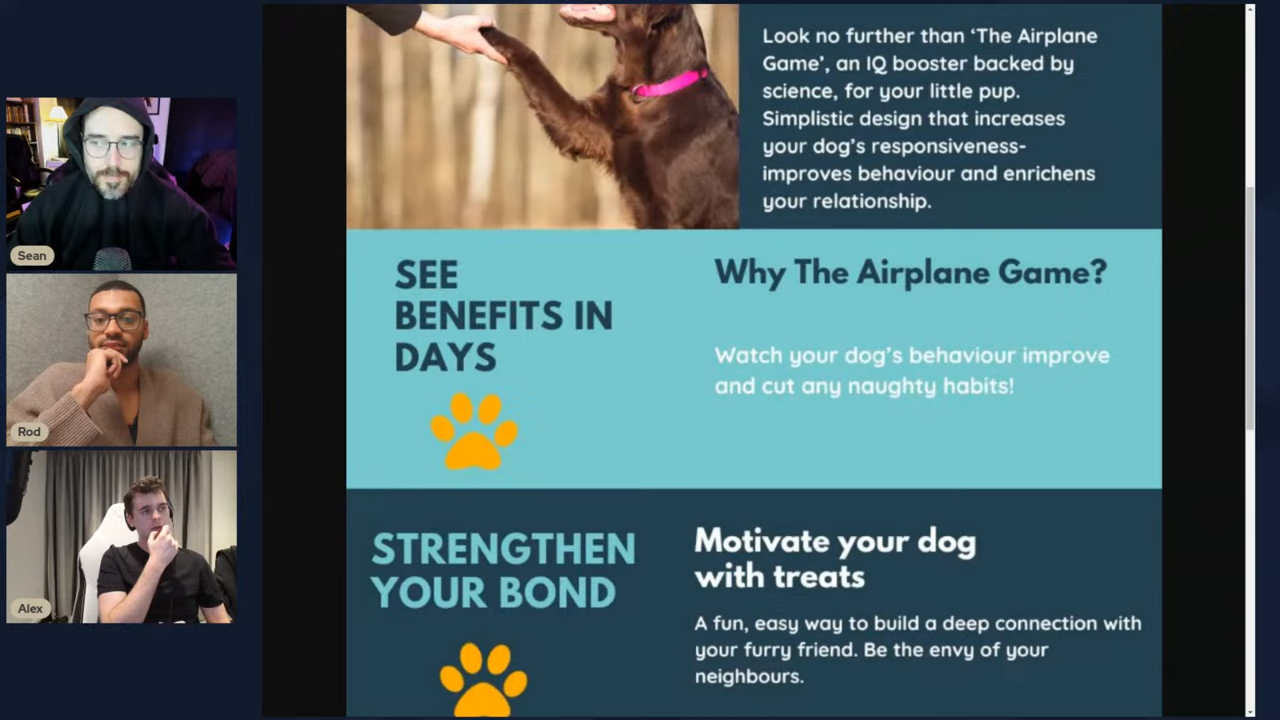 Look no further than ‘The Airplane
Game’, an IQ booster backed by
science, for your little pup.
Simplistic design that increases
your dog’s responsiveness-
improves behaviour and enrichens
your relationship.
SEE
BENEFITS IN
DAYS
Why The Airplane Game?
Watch your dog’s behaviour improve
and cut any naughty habits!
STRENGTHEN
YOUR BOND
Motivate your dog
with treats
A fun, easy way to build a deep connection with
your furry friend. Be the envy of your
neighbours.
Sean
Rod
Alex